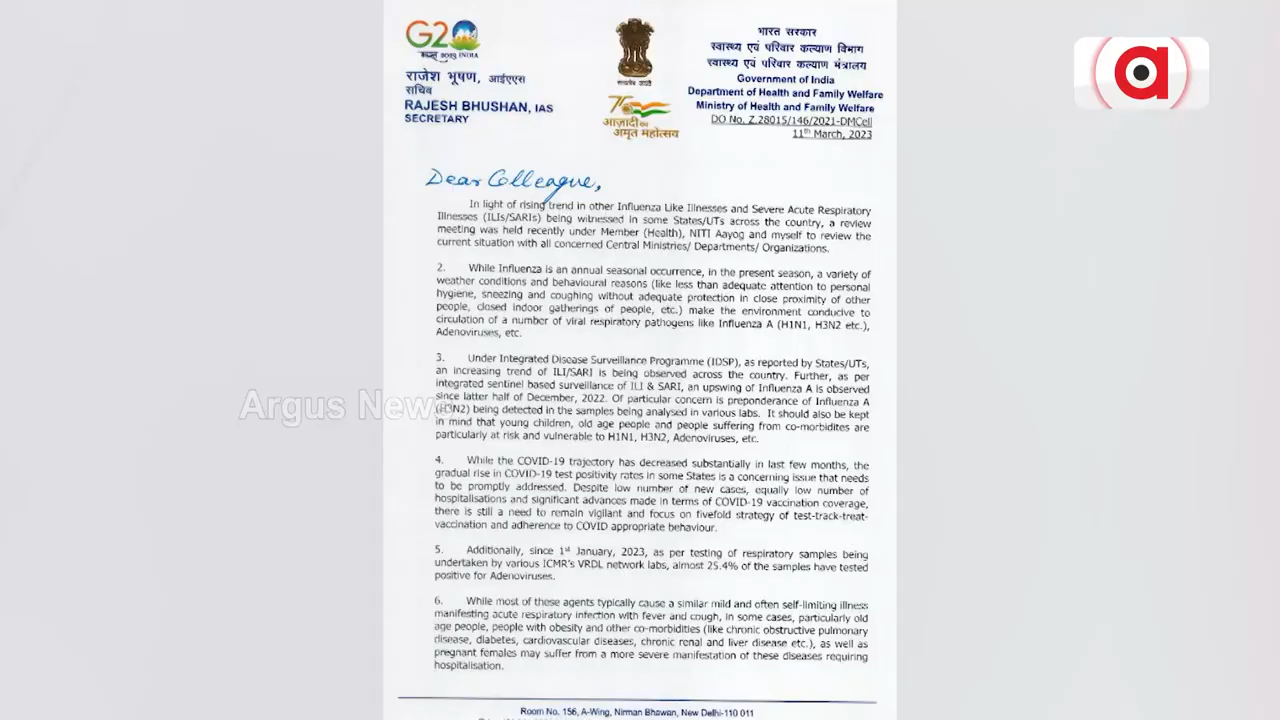 G20
भारत 2023 INDIA
राजेश भूषण, आईएएस
सचिव
RAJESH BHUSHAN, IAS
SECRETARY
सत्यमेव जयते
आज़ादी का
अमृत महोत्सव
भारत सरकार
स्वास्थ्य एवं परिवार कल्याण विभाग
स्वास्थ्य एवं परिवार कल्याण मंत्रालय
Government of India
Department of Health and Family Welfare
Ministry of Health and Family Welfare
DO No. Z.28015/146/2021-DMCell
11th March, 2023
a
Dear Colleague,
In light of rising trend in other Influenza Like Illnesses and Severe Acute Respiratory
Illnesses (ILIs/SARIs) being witnessed in some States/UTs across the country, a review
meeting was held recently under Member (Health), NITI Aayog and myself to review the
current situation with all concerned Central Ministries/ Departments/ Organizations.
2. While Influenza is an annual seasonal occurrence, in the present season, a variety of
weather conditions and behavioural reasons (like less than adequate attention to personal
hygiene, sneezing and coughing without adequate protection in close proximity of other
people, closed indoor gatherings of people, etc.) make the environment conducive to
circulation of a number of viral respiratory pathogens like Influenza A (H1N1, H3N2 etc.),
Adenoviruses, etc.
3. Under Integrated Disease Surveillance Programme (IDSP), as reported by States/UTs,
an increasing trend of ILI/SARI is being observed across the country. Further, as per
integrated sentinel based surveillance of ILI & SARI, an upswing of Influenza A is observed
since latter half of December, 2022. Of particular concern is preponderance of Influenza A
(H3N2) being detected in the samples being analysed in various labs. It should also be kept
in mind that young children, old age people and people suffering from co-morbidites are
particularly at risk and vulnerable to H1N1, H3N2, Adenoviruses, etc.
Argus News
4. While the COVID-19 trajectory has decreased substantially in last few months, the
gradual rise in COVID-19 test positivity rates in some States is a concerning issue that needs
to be promptly addressed. Despite low number of new cases, equally low number of
hospitalisations and significant advances made in terms of COVID-19 vaccination coverage,
there is still a need to remain vigilant and focus on fivefold strategy of test-track-treat-
vaccination and adherence to COVID appropriate behaviour.
5. Additionally, since 1st January, 2023, as per testing of respiratory samples being
undertaken by various ICMR's VRDL network labs, almost 25.4% of the samples have tested
positive for Adenoviruses.
6. While most of these agents typically cause a similar mild and often self-limiting illness
manifesting acute respiratory infection with fever and cough, in some cases, particularly old
age people, people with obesity and other co-morbidities (like chronic obstructive pulmonary
disease, diabetes, cardiovascular diseases, chronic renal and liver disease etc.), as well as
pregnant females may suffer from a more severe manifestation of these diseases requiring
hospitalisation.
Room No. 156, A-Wing, Nirman Bhawan, New Delhi-110 011